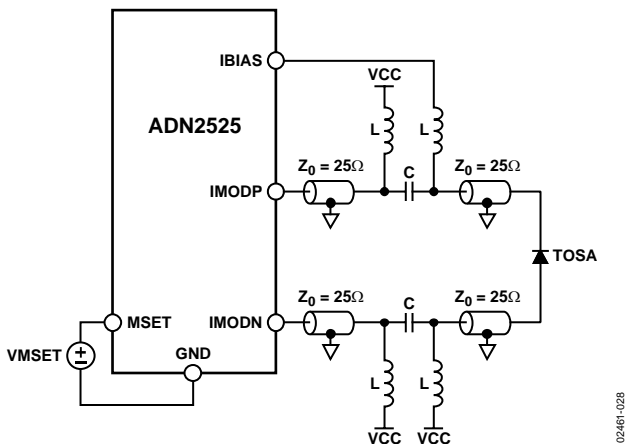 IBIAS
VCC
ADN2525
L
L
Z0 = 25Ω
C
Z0 = 25Ω
IMODP
TOSA
Z0 = 25Ω
C
Z0 = 25Ω
MSET
IMODN
VMSET
GND
L
L
VCC
VCC
02461-028